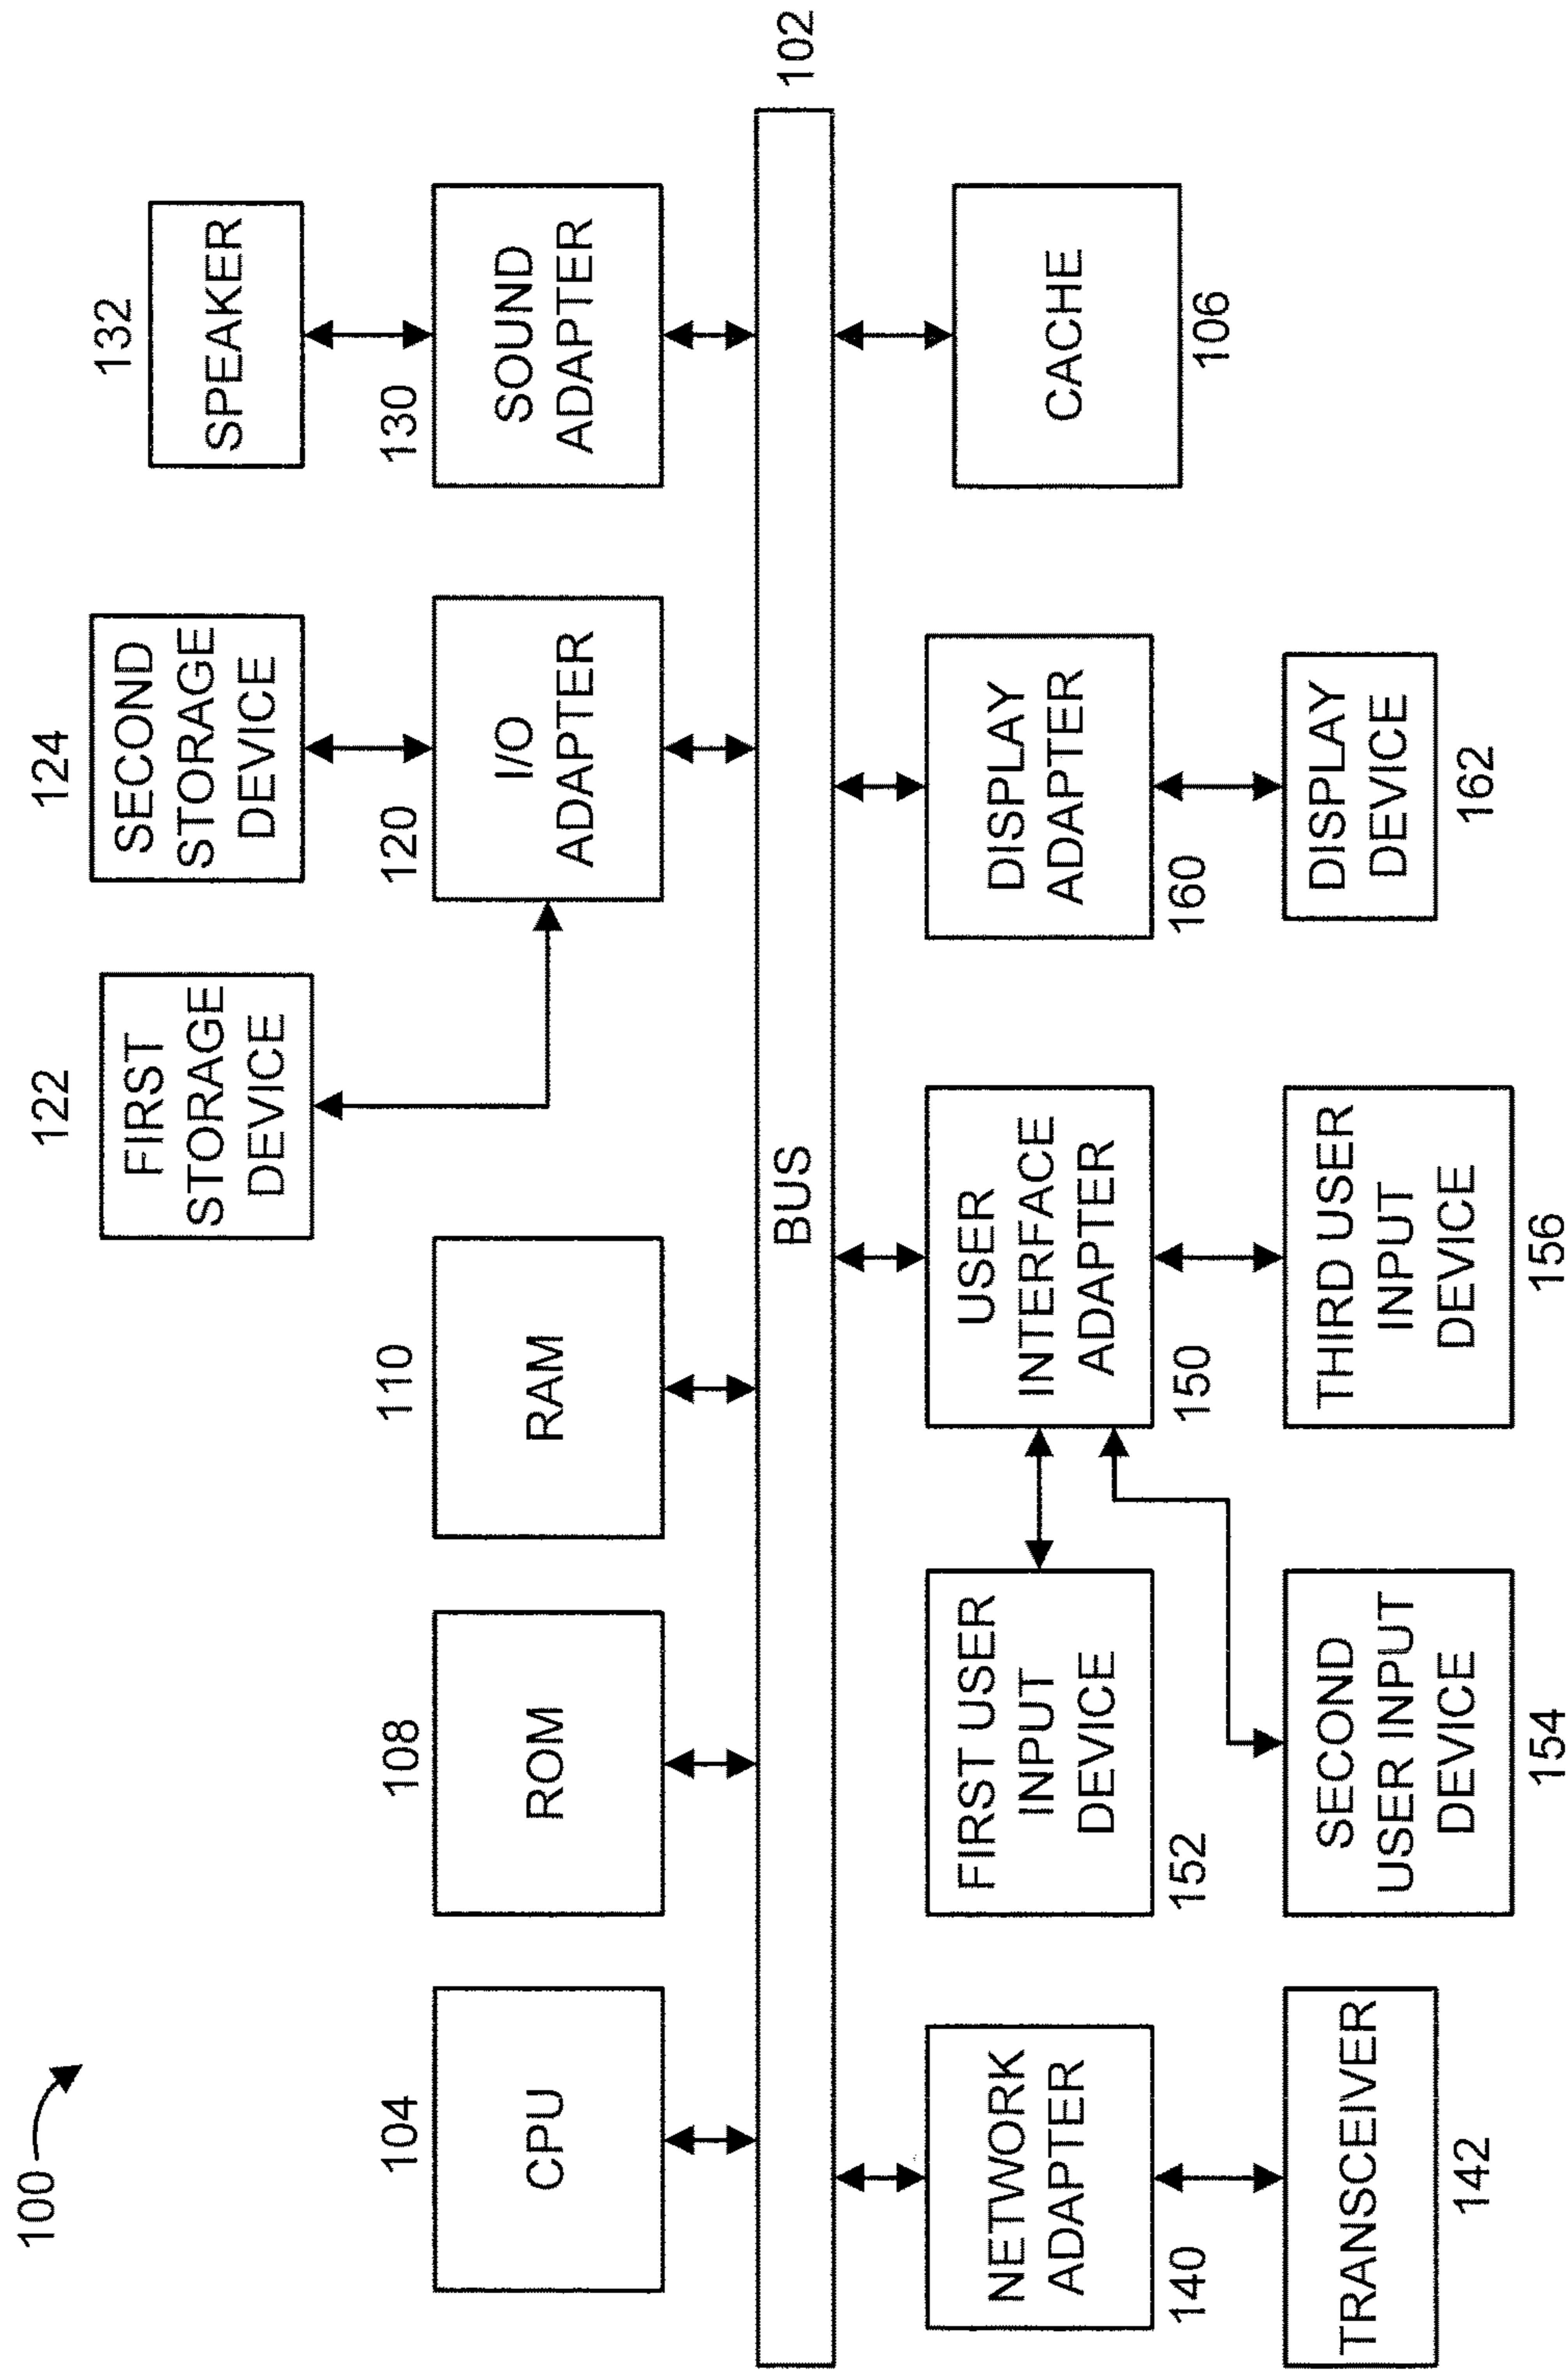 100
104
CPU
108
ROM
110
RAM
122
FIRST
STORAGE
DEVICE
124
SECOND
STORAGE
DEVICE
120
I/O
ADAPTER
132
SPEAKER
130
SOUND
ADAPTER
BUS
102
NETWORK
ADAPTER
140
TRANSCEIVER
142
FIRST USER
INPUT
DEVICE
152
SECOND
USER INPUT
DEVICE
154
USER
INTERFACE
ADAPTER
150
THIRD USER
INPUT
DEVICE
156
DISPLAY
ADAPTER
160
DISPLAY
DEVICE
162
CACHE
106